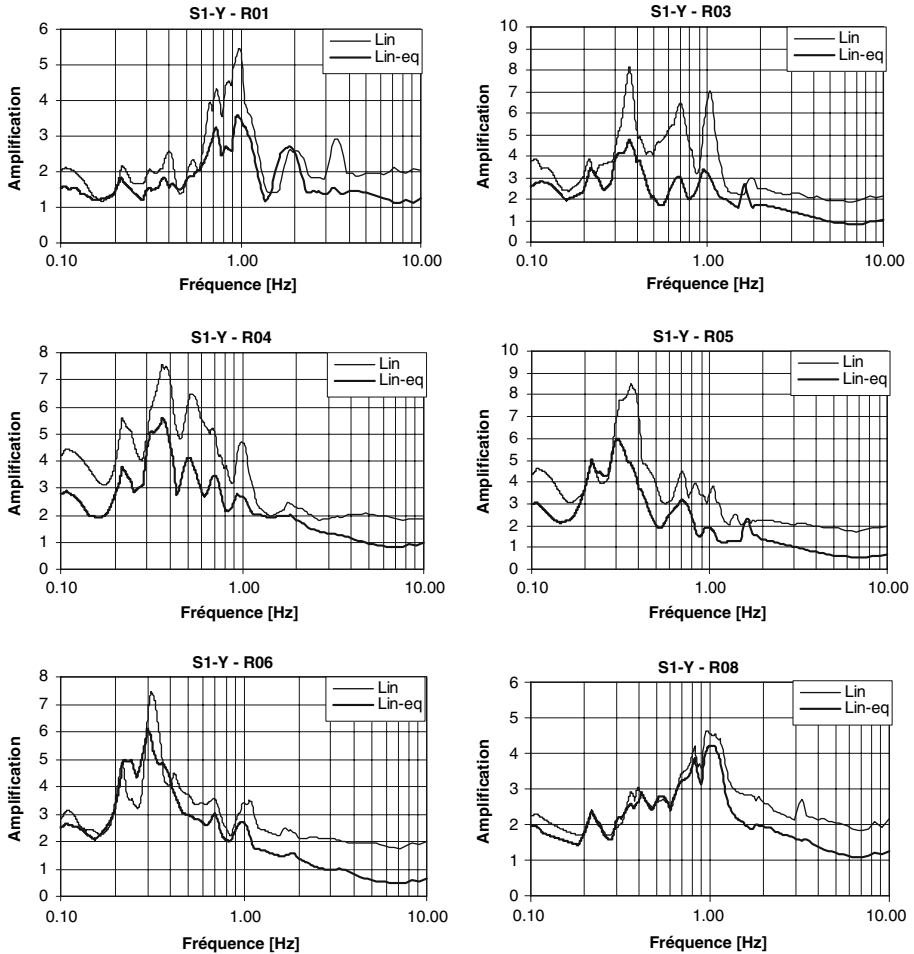 S1-Y - R01
6
5
4
3
2
1
0
Amplification
Lin
Lin-eq
0.10
1.00
10.00
Fréquence [Hz]
S1-Y - R03
10
9
8
7
6
5
4
3
2
1
0
Amplification
Lin
Lin-eq
0.10
1.00
10.00
Fréquence [Hz]
S1-Y - R04
8
7
6
5
4
3
2
1
0
Amplification
Lin
Lin-eq
0.10
1.00
10.00
Fréquence [Hz]
S1-Y - R05
10
9
8
7
6
5
4
3
2
1
0
Amplification
Lin
Lin-eq
0.10
1.00
10.00
Fréquence [Hz]
S1-Y - R06
8
7
6
5
4
3
2
1
0
Amplification
Lin
Lin-eq
0.10
1.00
10.00
Fréquence [Hz]
S1-Y - R08
6
5
4
3
2
1
0
Amplification
Lin
Lin-eq
0.10
1.00
10.00
Fréquence [Hz]